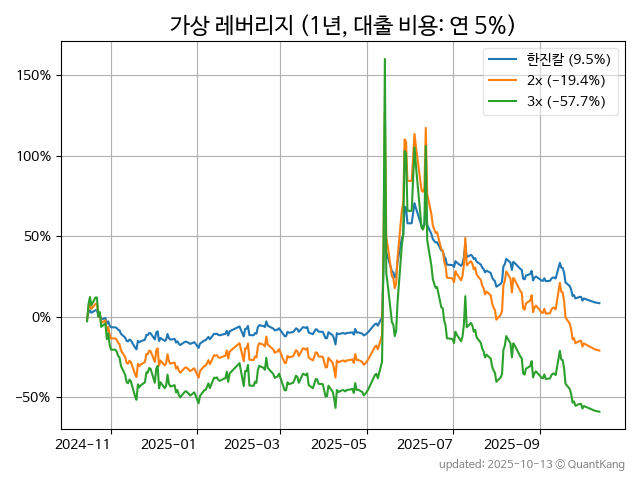 가상 레버리지 (1년, 대출 비용: 연 5%)
한진칼 (9.5%)
2x (−19.4%)
3x (−57.7%)
150%
100%
50%
0%
−50%
2024-11 2025-01 2025-03 2025-05 2025-07 2025-09
updated: 2025-10-13 © QuantKang